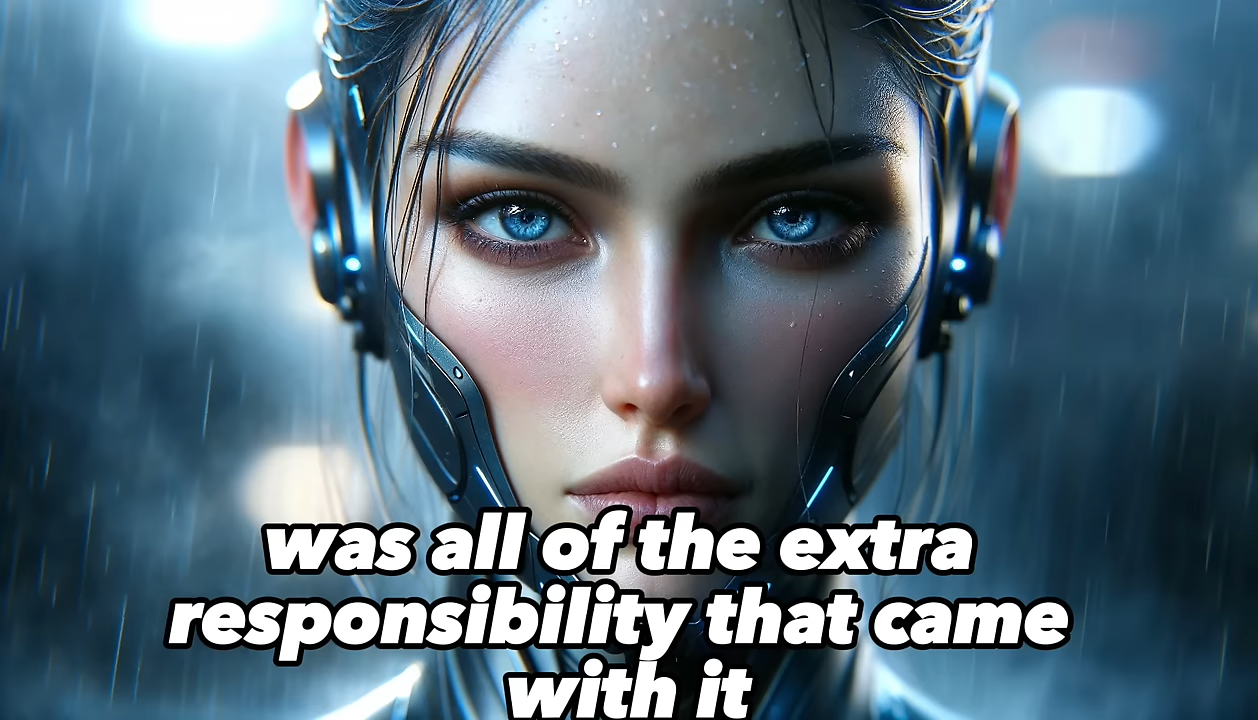 was all of the extra
responsibility that came
with it